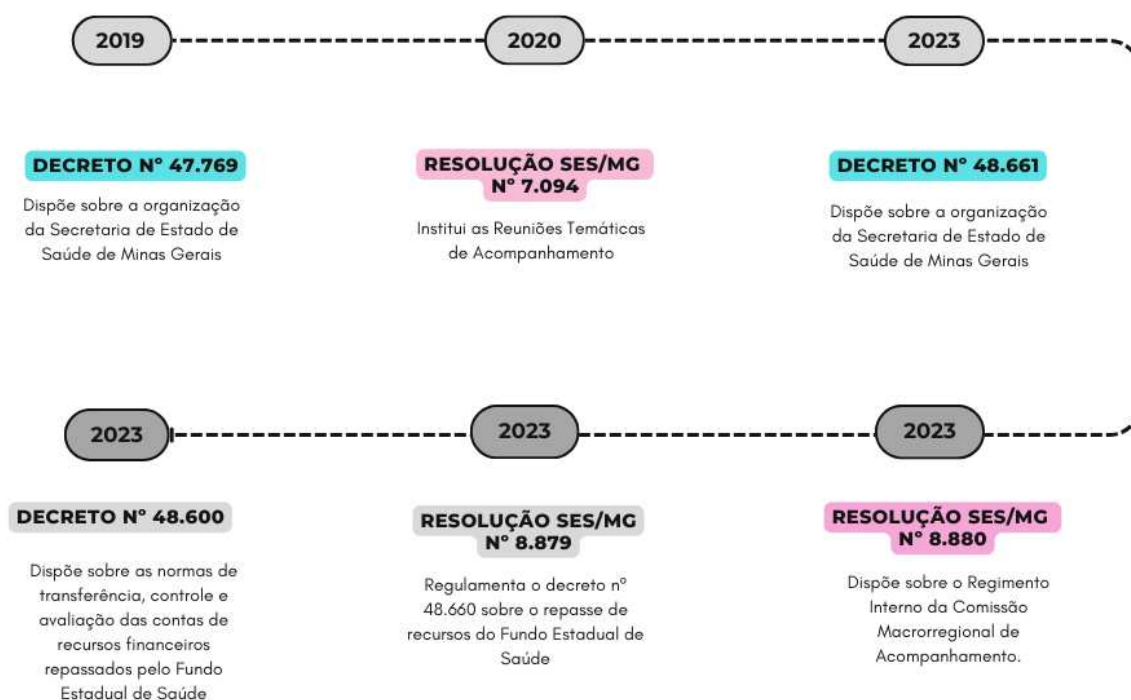 2019
2020
2023
DECRETO Nº 47.769
Dispõe sobre a organização
da Secretaria de Estado de
Saúde de Minas Gerais
RESOLUÇÃO SES/MG
Nº 7.094
Institui as Reuniões Temáticas
de Acompanhamento
DECRETO Nº 48.661
Dispõe sobre a organização
da Secretaria de Estado de
Saúde de Minas Gerais
2023
2023
2023
DECRETO Nº 48.600
Dispõe sobre as normas de
transferência, controle e
avaliação das contas de
recursos financeiros
repassados pelo Fundo
Estadual de Saúde
RESOLUÇÃO SES/MG
Nº 8.879
Regulamenta o decreto nº
48.660 sobre o repasse de
recursos do Fundo Estadual de
Saúde
RESOLUÇÃO SES/MG
Nº 8.880
Dispõe sobre o Regimento
Interno da Comissão
Macrorregional de
Acompanhamento.